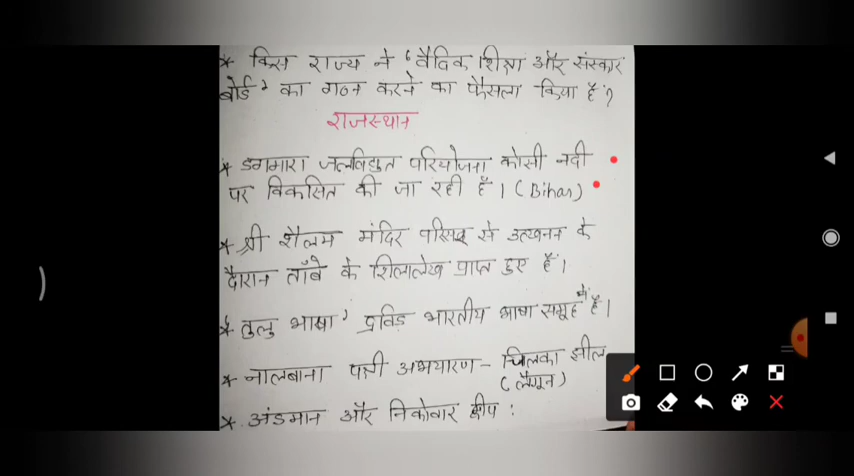 * किस राज्य ने 'वैदिक शिक्षा और संस्कार
बोर्ड' का गठन करने का फैसला किया है?
राजस्थान
* डगमारा जलविद्युत परियोजना कोसी नदी
पर विकसित की जा रही है। (Bihar)
* श्री शैलम मंदिर परिसर से उत्खनन के
दौरान ताँबे के शिलालेख प्राप्त हुए हैं।
* तुलु भाषा' द्रविड़ भारतीय भाषा समूह से है।
* नालबाना पक्षी अभयारण - चिलका झील
(लैगून)
* अंडमान और निकोबार द्वीप :